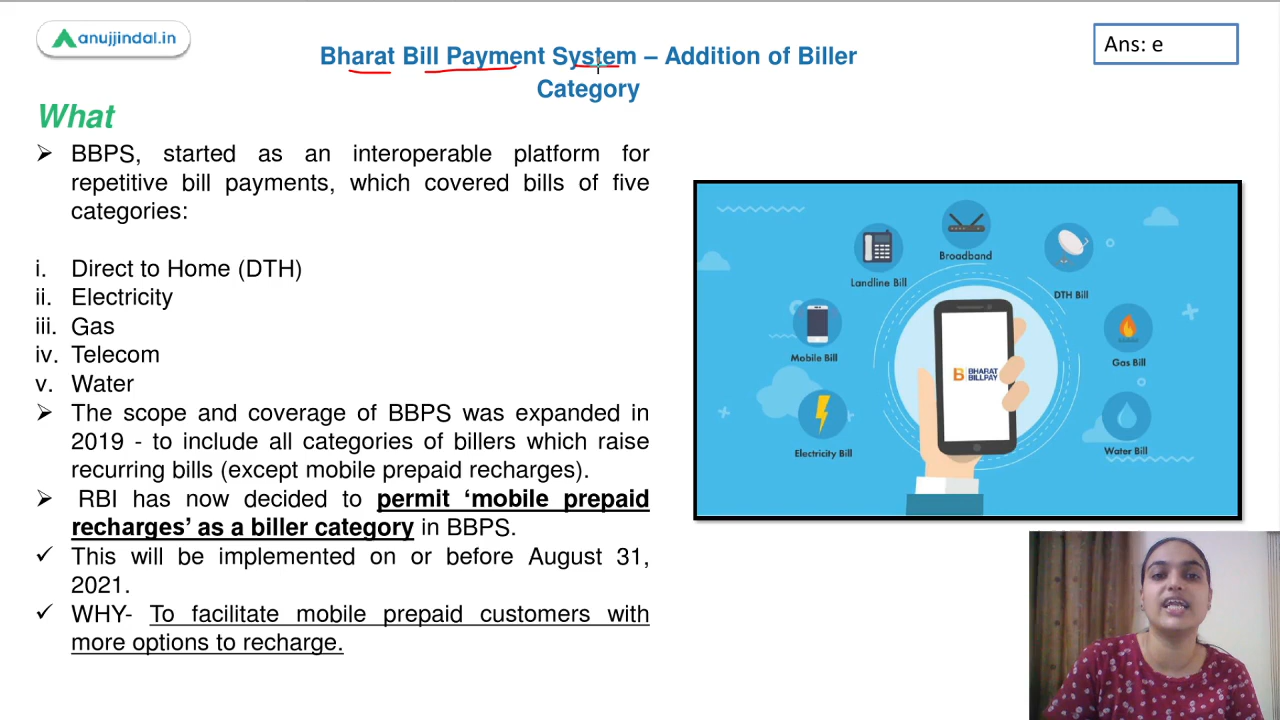 anujjindal.in
Bharat Bill Payment System – Addition of Biller
Category
Ans: e
What
➢ BBPS, started as an interoperable platform for
repetitive bill payments, which covered bills of five
categories:
i. Direct to Home (DTH)
ii. Electricity
iii. Gas
iv. Telecom
v. Water
➢ The scope and coverage of BBPS was expanded in
2019 - to include all categories of billers which raise
recurring bills (except mobile prepaid recharges).
➢ RBI has now decided to permit ‘mobile prepaid
recharges’ as a biller category in BBPS.
✓ This will be implemented on or before August 31,
2021.
✓ WHY- To facilitate mobile prepaid customers with
more options to recharge.
Broadband
Landline Bill
DTH Bill
Mobile Bill
Gas Bill
BHARAT
BILLPAY
Electricity Bill
Water Bill